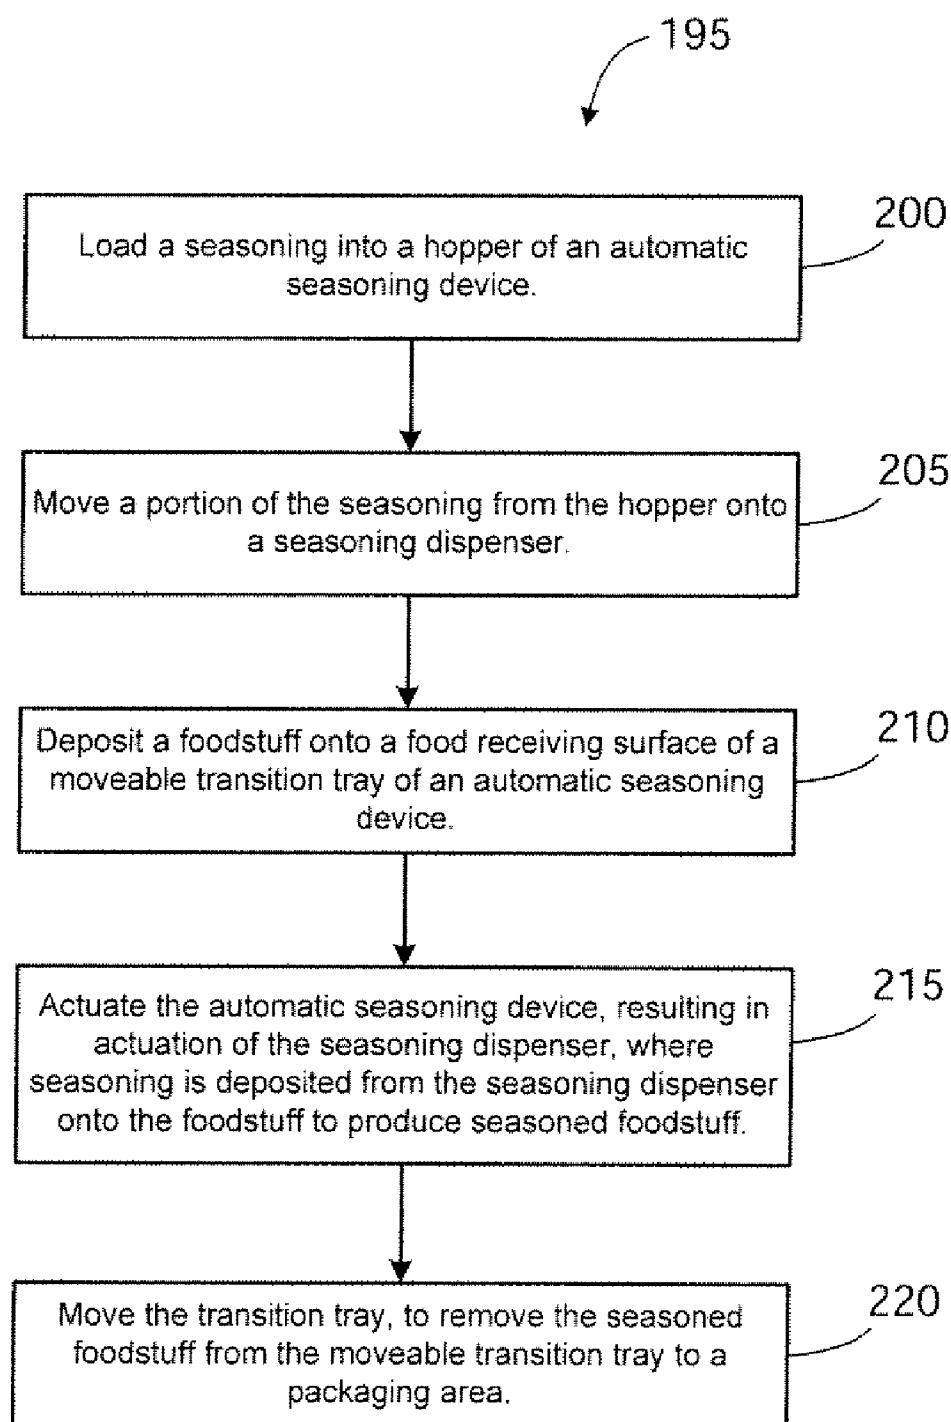 195
200
Load a seasoning into a hopper of an automatic
seasoning device.
205
Move a portion of the seasoning from the hopper onto
a seasoning dispenser.
210
Deposit a foodstuff onto a food receiving surface of a
moveable transition tray of an automatic seasoning
device.
215
Actuate the automatic seasoning device, resulting in
actuation of the seasoning dispenser, where
seasoning is deposited from the seasoning dispenser
onto the foodstuff to produce seasoned foodstuff.
220
Move the transition tray, to remove the seasoned
foodstuff from the moveable transition tray to a
packaging area.